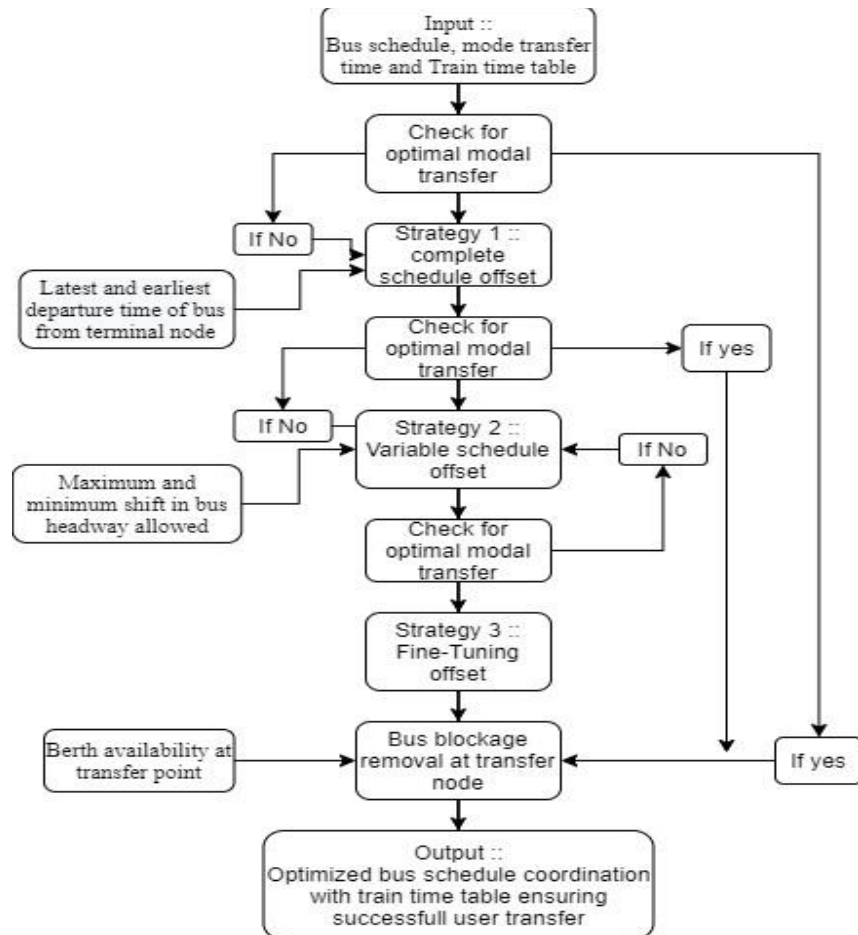 Input ::
Bus schedule, mode transfer
time and Train time table
Check for
optimal modal
transfer
If No
Strategy 1 ::
complete
schedule offset
Latest and earliest
departure time of bus
from terminal node
Check for
optimal modal
transfer
If yes
If No
Strategy 2 ::
Variable schedule
offset
If No
Maximum and
minimum shift in bus
headway allowed
Check for
optimal modal
transfer
Strategy 3 ::
Fine-Tuning
offset
Berth availability at
transfer point
Bus blockage
removal at transfer
node
If yes
Output ::
Optimized bus schedule coordination
with train time table ensuring
successfull user transfer